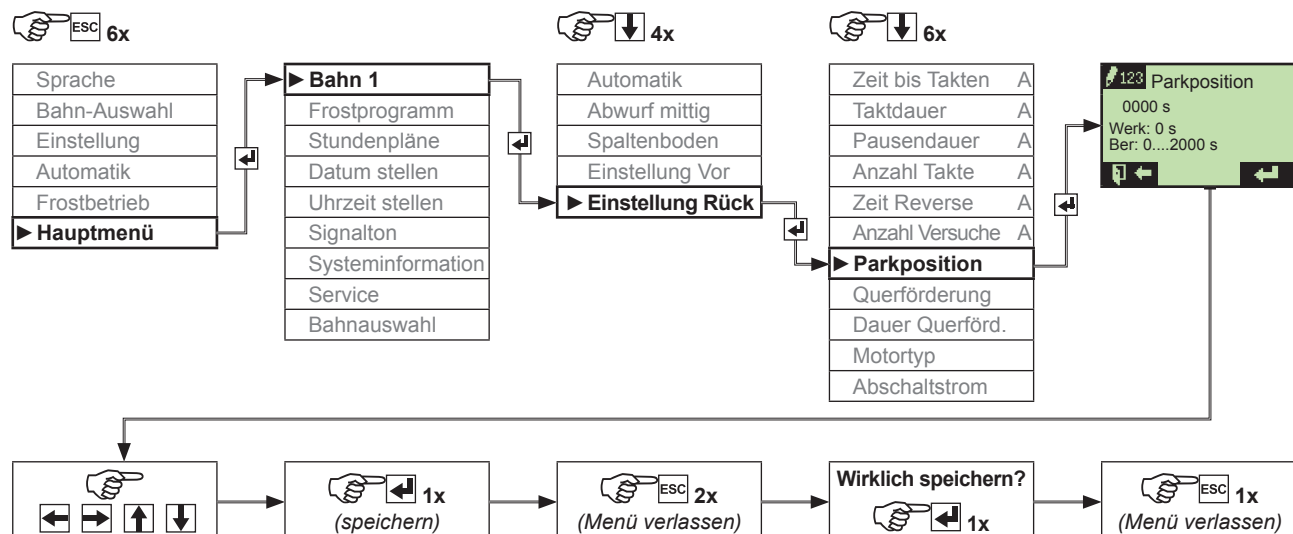 ESC 6x
4x
6x
Sprache
Bahn-Auswahl
Einstellung
Automatik
Frostbetrieb
Hauptmenü
Bahn 1
Frostprogramm
Stundenpläne
Datum stellen
Uhrzeit stellen
Signalton
Systeminformation
Service
Bahnauswahl
Automatik
Abwurf mittig
Spaltenboden
Einstellung Vor
Einstellung Rück
Zeit bis Takten A
Taktdauer A
Pausendauer A
Anzahl Takte A
Zeit Reverse A
Anzahl Versuche A
Parkposition
Querförderung
Dauer Querförd.
Motortyp
Abschaltstrom
123 Parkposition
0000 s
Werk: 0 s
Ber: 0....2000 s
1x
(speichern)
ESC 2x
(Menü verlassen)
Wirklich speichern?
1x
ESC 1x
(Menü verlassen)